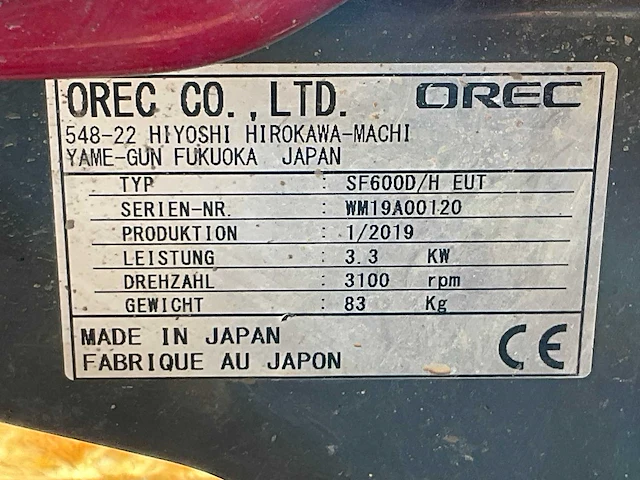 OREC CO., LTD. OREC
548-22 HIYOSHI HIROKAWA-MACHI
YAME-GUN FUKUOKA JAPAN
TYP : SF600D/H EUT
SERIEN-NR. : WM19A00120
PRODUKTION : 1/2019
LEISTUNG : 3.3 KW
DREHZAHL : 3100 rpm
GEWICHT : 83 Kg
MADE IN JAPAN
FABRIQUE AU JAPON
CE